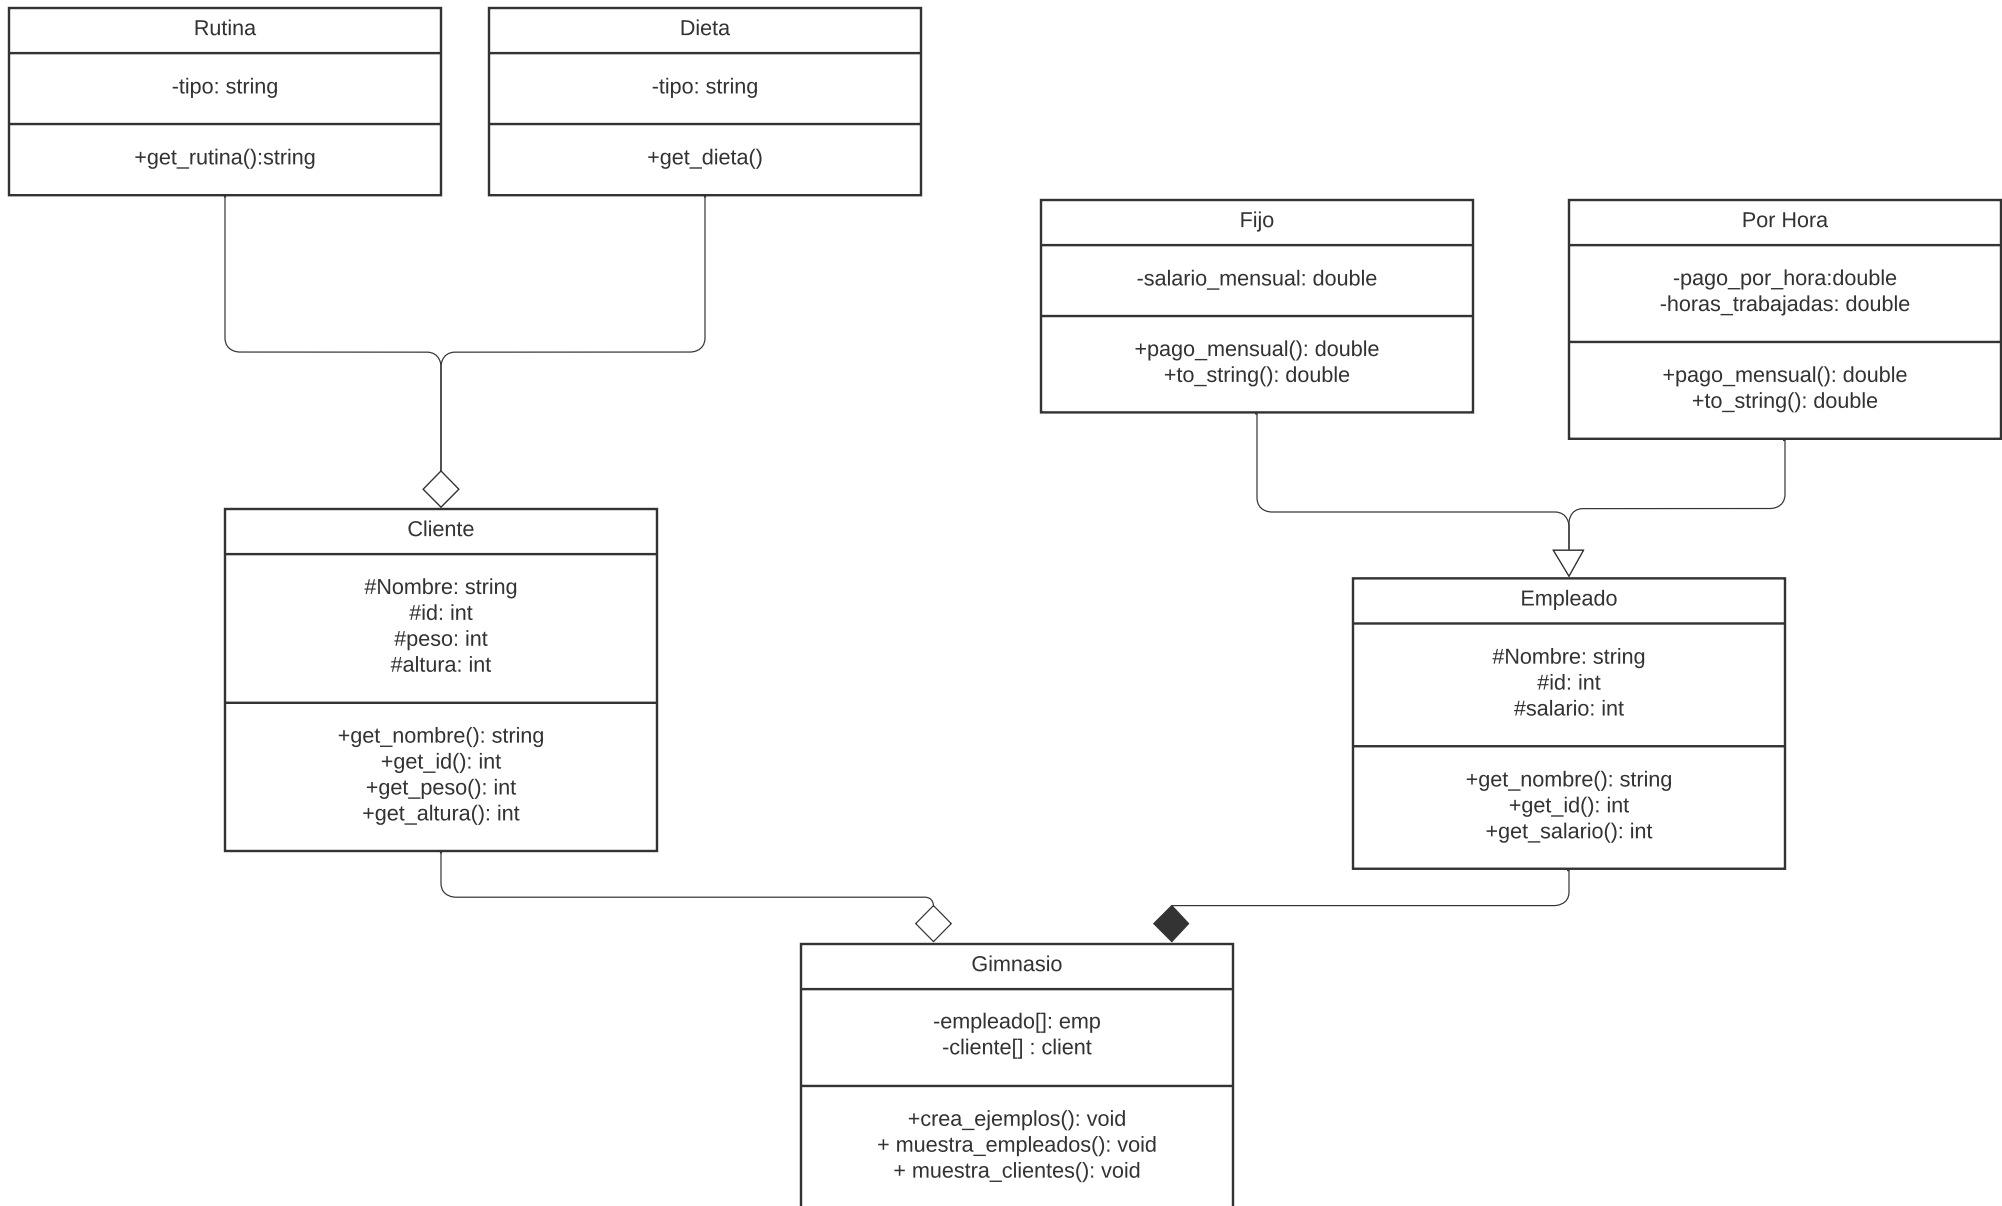 Rutina
-tipo: string
+get_rutina():string
Dieta
-tipo: string
+get_dieta()
Fijo
-salario_mensual: double
+pago_mensual(): double
+to_string(): double
Por Hora
-pago_por_hora:double
-horas_trabajadas: double
+pago_mensual(): double
+to_string(): double
Cliente
#Nombre: string
#id: int
#peso: int
#altura: int
+get_nombre(): string
+get_id(): int
+get_peso(): int
+get_altura(): int
Empleado
#Nombre: string
#id: int
#salario: int
+get_nombre(): string
+get_id(): int
+get_salario(): int
Gimnasio
-empleado[]: emp
-cliente[] : client
+crea_ejemplos(): void
+ muestra_empleados(): void
+ muestra_clientes(): void